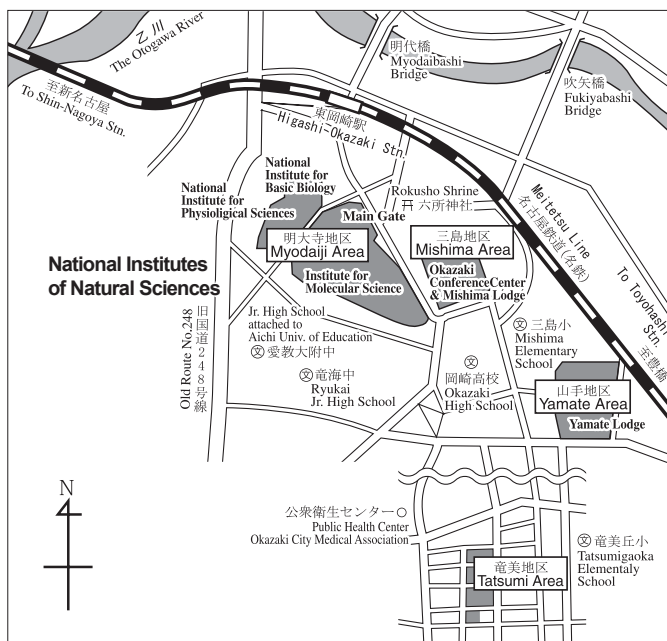 乙川
The Otogawa River
明代橋
Myodaibashi
Bridge
吹矢橋
Fukiyabashi
Bridge
至新名古屋
To Shin-Nagoya Stn.
東岡崎駅
Higashi-Okazaki Stn.
National
Institute for
Basic Biology
National
Institute for
Physioligical Sciences
Main Gate
Rokusho Shrine
六所神社
Meitetsu Line
名古屋鉄道(名鉄)
明大寺地区
Myodaiji Area
三島地区
Mishima Area
Institute for
Molecular Science
Okazaki
ConferenceCenter
& Mishima Lodge
To Toyohashi
Stn.
至豊橋
National Institutes
of Natural Sciences
Old Route No.248
旧国道248号線
Jr. High School
attached to
Aichi Univ. of Education
文 愛教大附中
文 竜海中
Ryukai
Jr. High School
文
岡崎高校
Okazaki
High School
文 三島小
Mishima
Elementary
School
山手地区
Yamate Area
Yamate Lodge
N
公衆衛生センター
Public Health Center
Okazaki City Medical Association
竜美地区
Tatsumi Area
文 竜美丘小
Tatsumigaoka
Elementaly
School